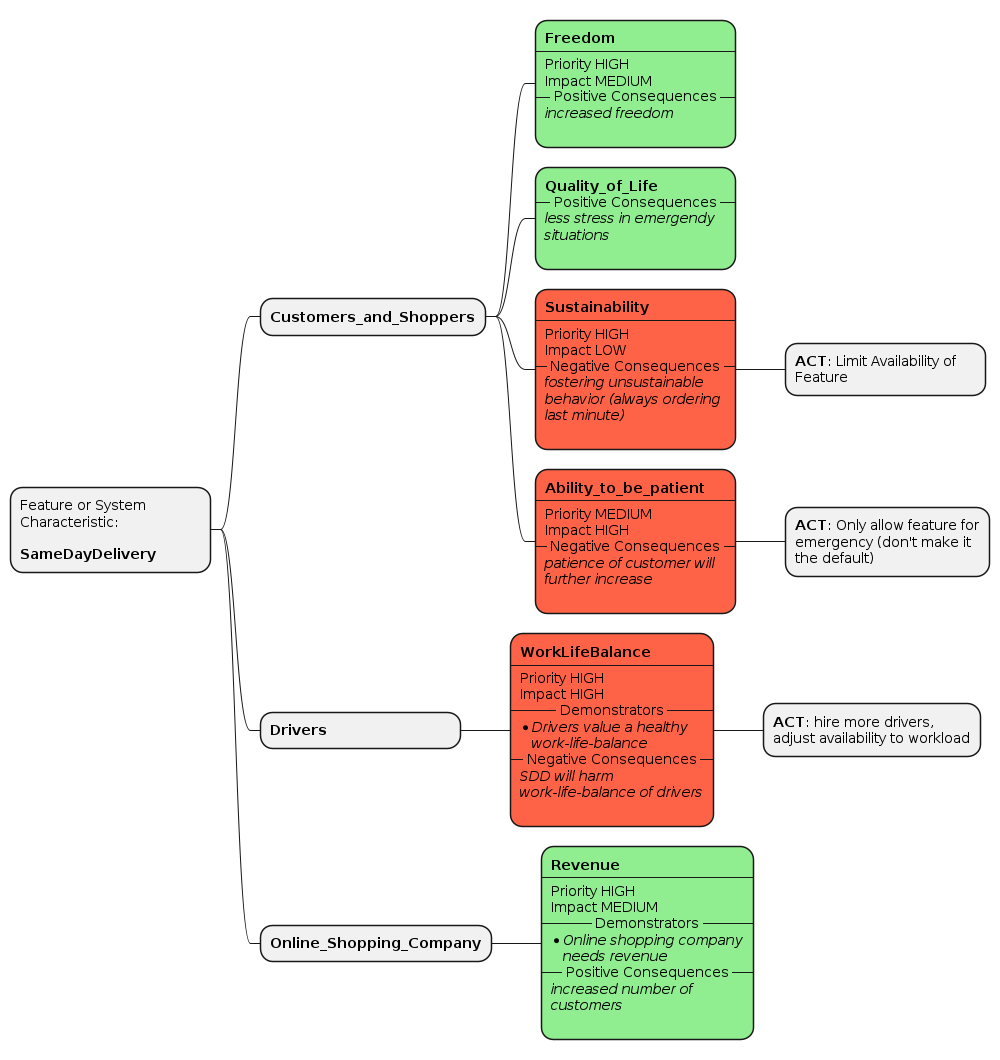 Feature or System
Characteristic:
SameDayDelivery
Customers_and_Shoppers
Freedom
Priority HIGH
Impact MEDIUM
Positive Consequences
increased freedom
Quality_of_Life
Positive Consequences
less stress in emergendy
situations
Sustainability
Priority HIGH
Impact LOW
Negative Consequences
fostering unsustainable
behavior (always ordering
last minute)
ACT: Limit Availability of
Feature
Ability_to_be_patient
Priority MEDIUM
Impact HIGH
Negative Consequences
patience of customer will
further increase
ACT: Only allow feature for
emergency (don't make it
the default)
Drivers
WorkLifeBalance
Priority HIGH
Impact HIGH
Demonstrators
• Drivers value a healthy
work-life-balance
Negative Consequences
SDD will harm
work-life-balance of drivers
ACT: hire more drivers,
adjust availability to workload
Online_Shopping_Company
Revenue
Priority HIGH
Impact MEDIUM
Demonstrators
• Online shopping company
needs revenue
Positive Consequences
increased number of
customers